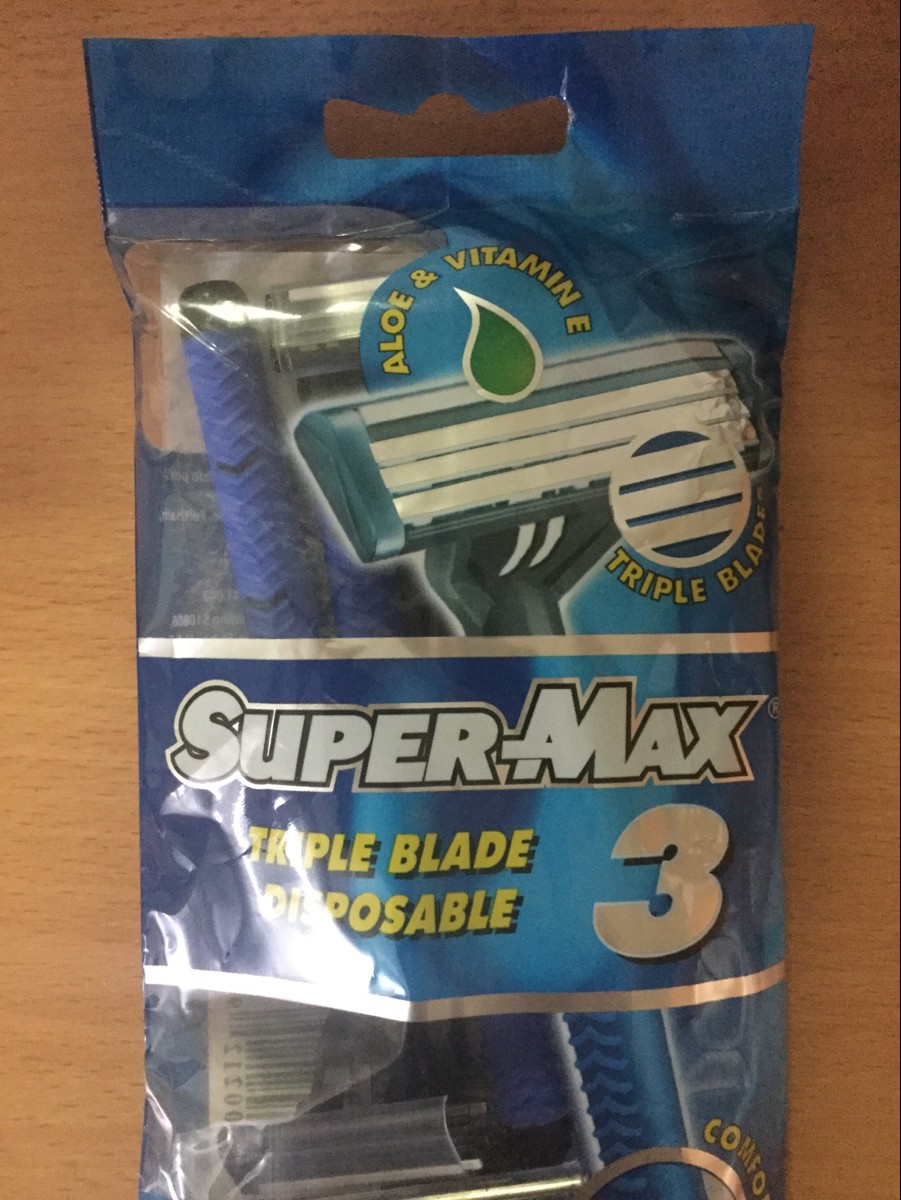 ALOE & VITAMIN E
TRIPLE BLADES
SUPER-MAX®
TRIPLE BLADE
DISPOSABLE
3